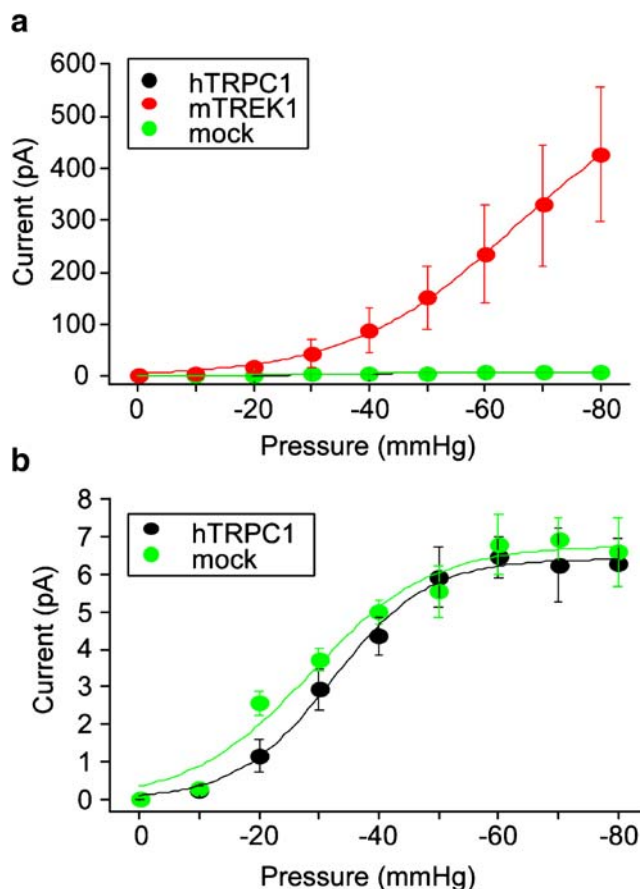 a
600
500
400
300
200
100
0
Current (pA)
hTRPC1
mTREK1
mock
0 -20 -40 -60 -80
Pressure (mmHg)
b
8
7
6
5
4
3
2
1
0
Current (pA)
hTRPC1
mock
0 -20 -40 -60 -80
Pressure (mmHg)